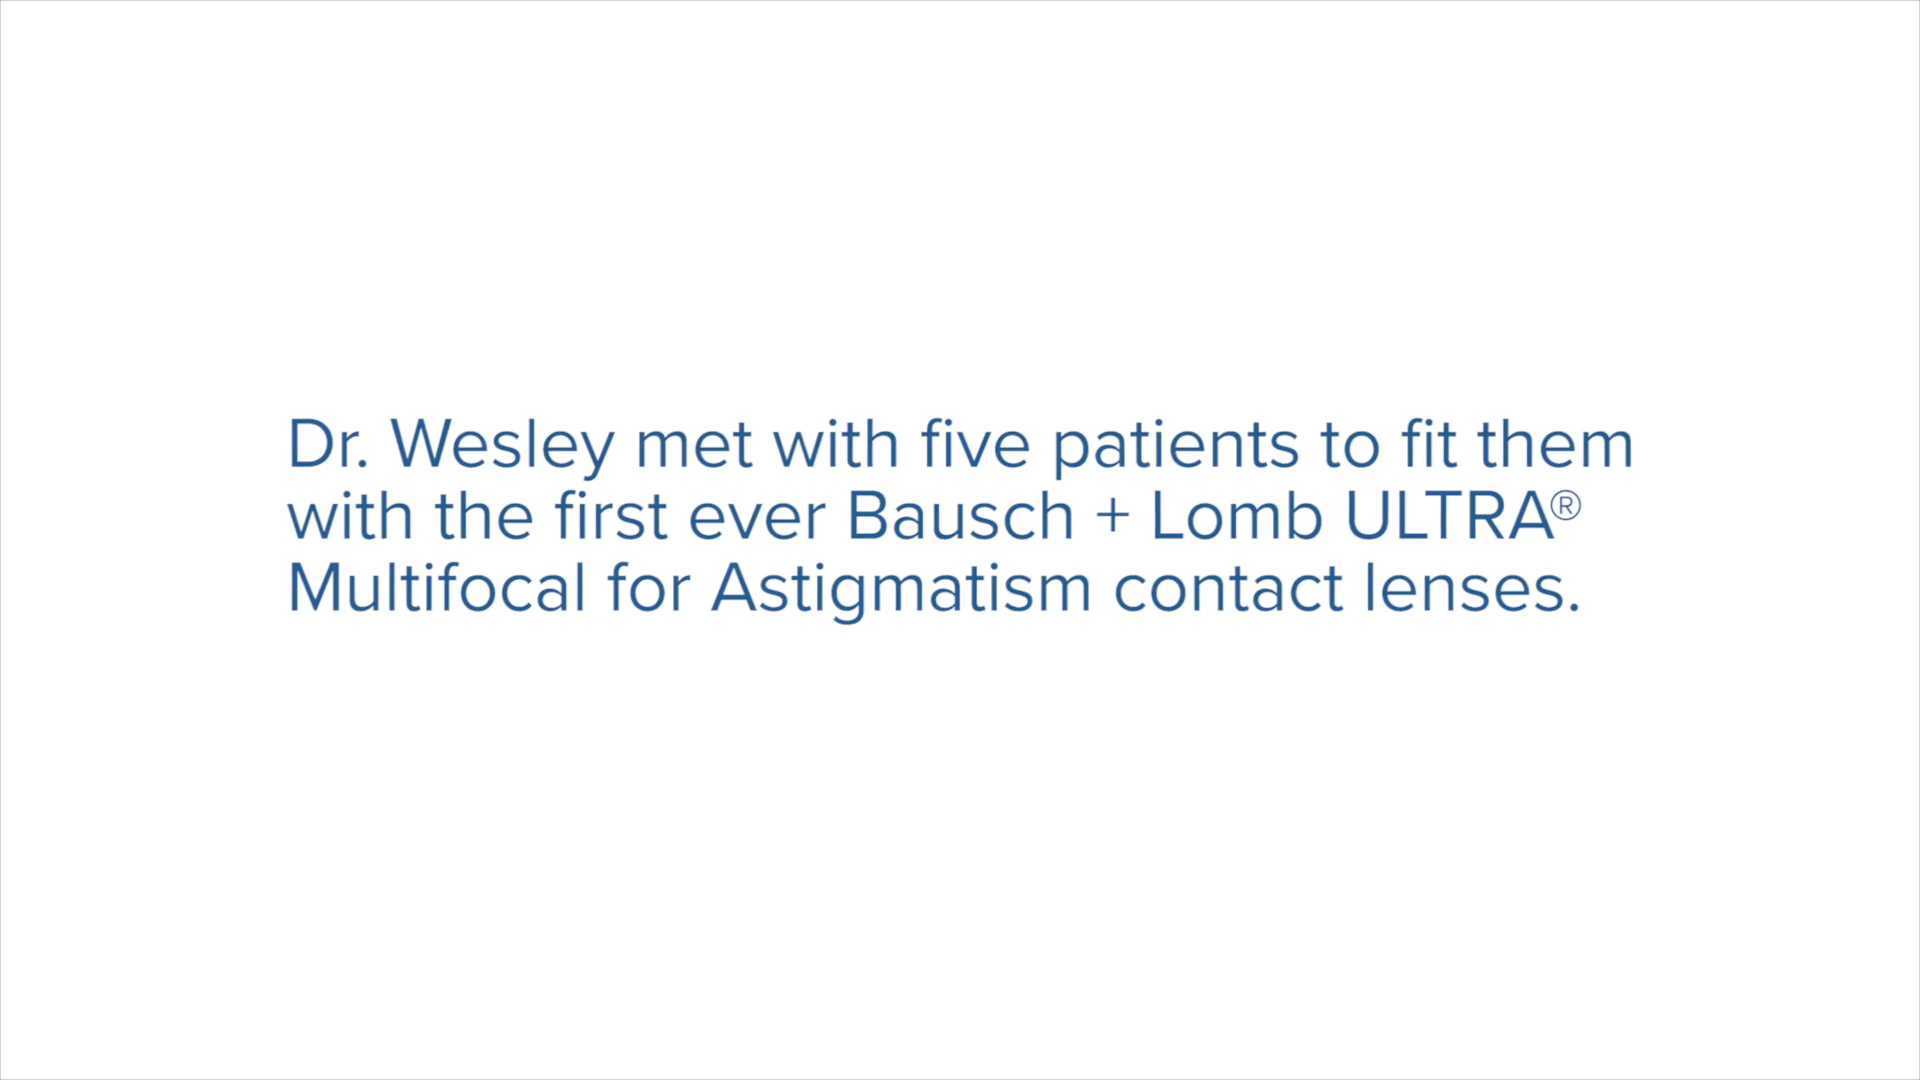 Dr. Wesley met with five patients to fit them
with the first ever Bausch + Lomb ULTRA®
Multifocal for Astigmatism contact lenses.